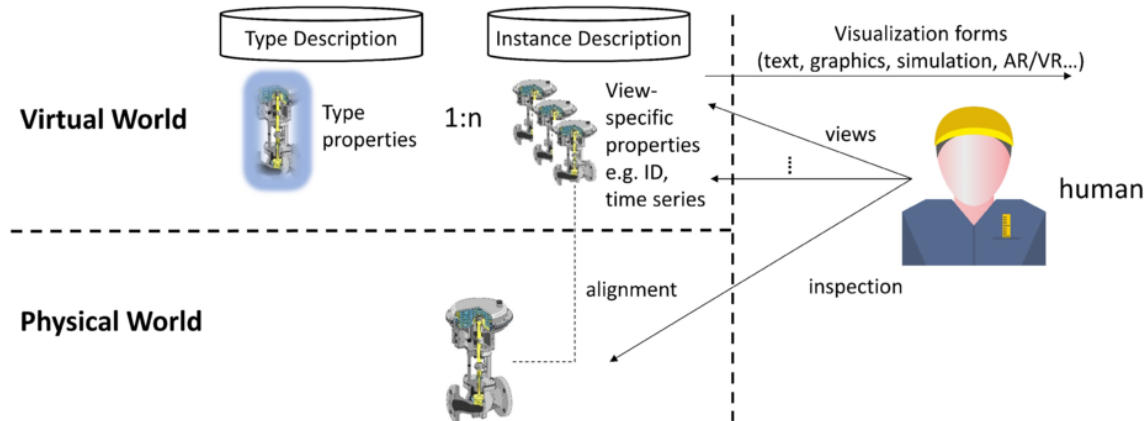 Type Description
Instance Description
Visualization forms
(text, graphics, simulation, AR/VR...)
Virtual World
Type
properties
1:n
View-
specific
properties
e.g. ID,
time series
views
human
alignment
inspection
Physical World